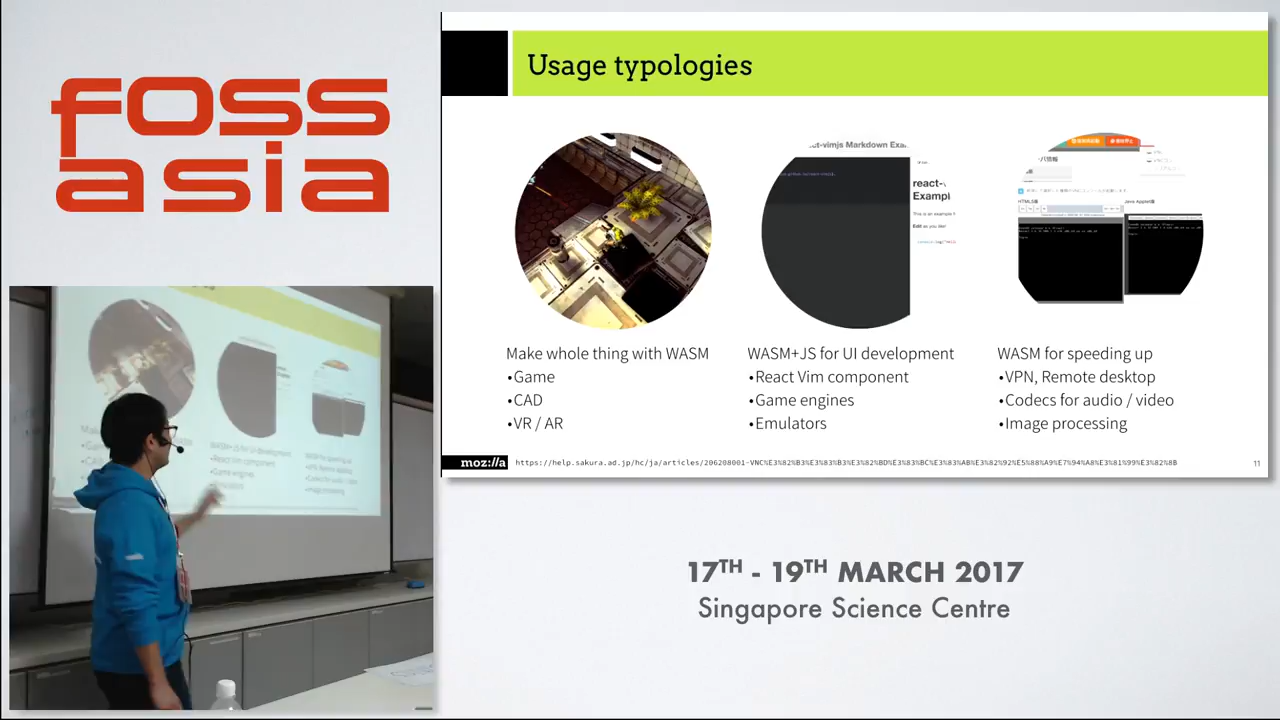 foss
asia
Usage typologies
Make whole thing with WASM
•Game
•CAD
•VR / AR
WASM+JS for UI development
•React Vim component
•Game engines
•Emulators
WASM for speeding up
•VPN, Remote desktop
•Codecs for audio / video
•Image processing
moz://a
https://help.sakura.ad.jp/hc/ja/articles/206208001-VNC%E3%82%B3%E3%83%B3%E3%82%BD%E3%83%BC%E3%83%AB%E3%82%92%E5%88%A9%E7%94%A8%E3%81%99%E3%82%8B
11
17TH - 19TH MARCH 2017
Singapore Science Centre